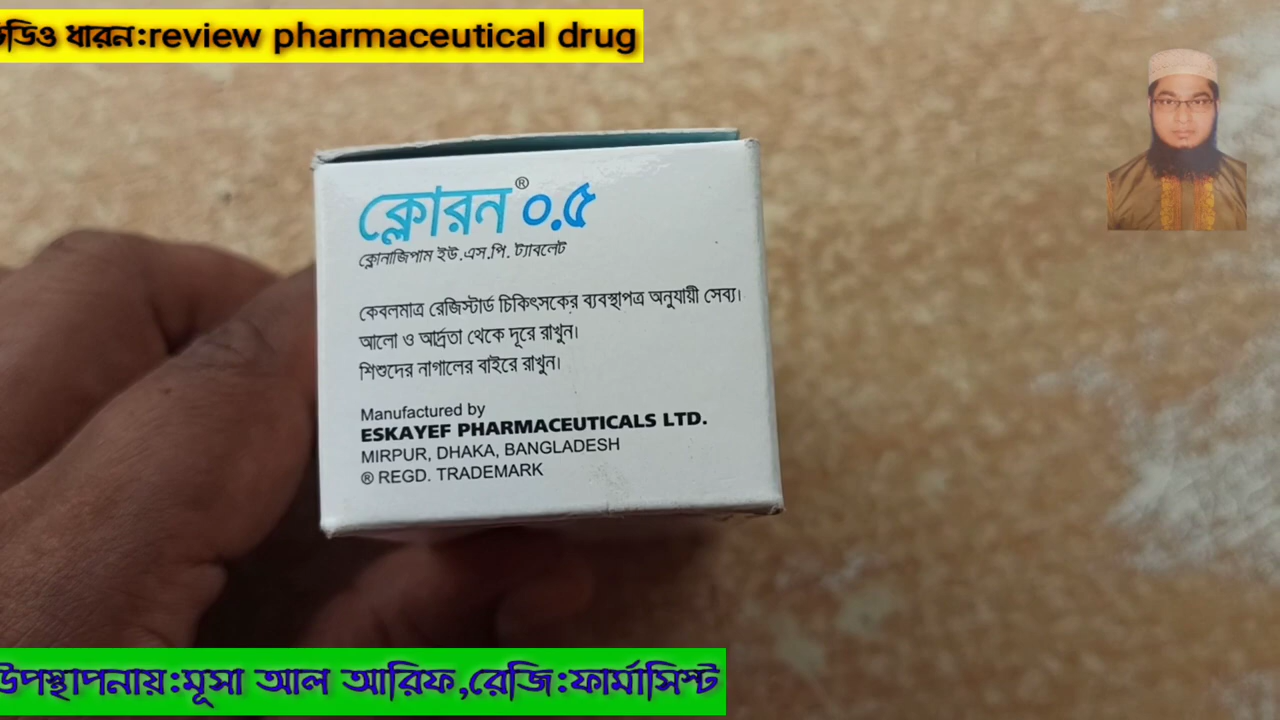 ধারন:review pharmaceutical drug
ক্লোরন® ০.৫
ক্লোনাজিপাম ইউ.এস.পি. ট্যাবলেট
কেবলমাত্র রেজিস্টার্ড চিকিৎসকের ব্যবস্থাপত্র অনুযায়ী সেব্য।
আলো ও আর্দ্রতা থেকে দূরে রাখুন।
শিশুদের নাগালের বাইরে রাখুন।
Manufactured by
ESKAYEF PHARMACEUTICALS LTD.
MIRPUR, DHAKA, BANGLADESH
® REGD. TRADEMARK
উপস্থাপনায়:মূসা আল আরিফ,রেজি:ফার্মাসিস্ট